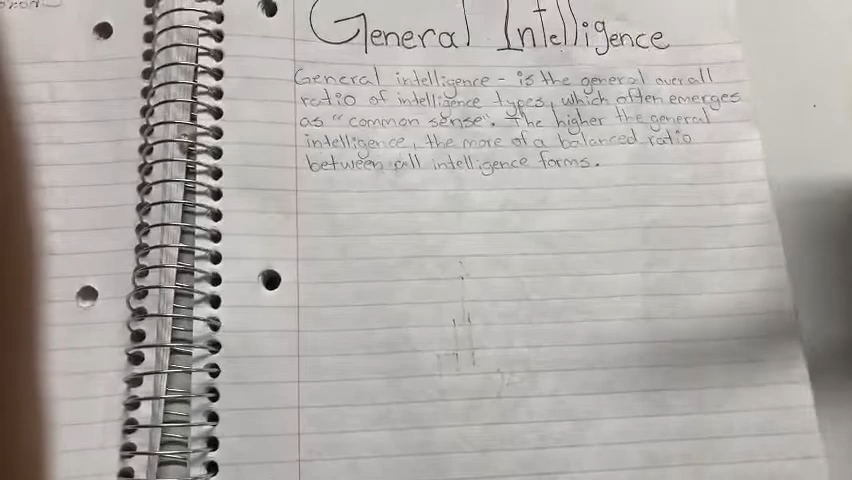 General Intelligence
General intelligence - is the general overall
ratio of intelligence types, which often emerges
as "common sense". The higher the general
intelligence, the more of a balanced ratio
between all intelligence forms.